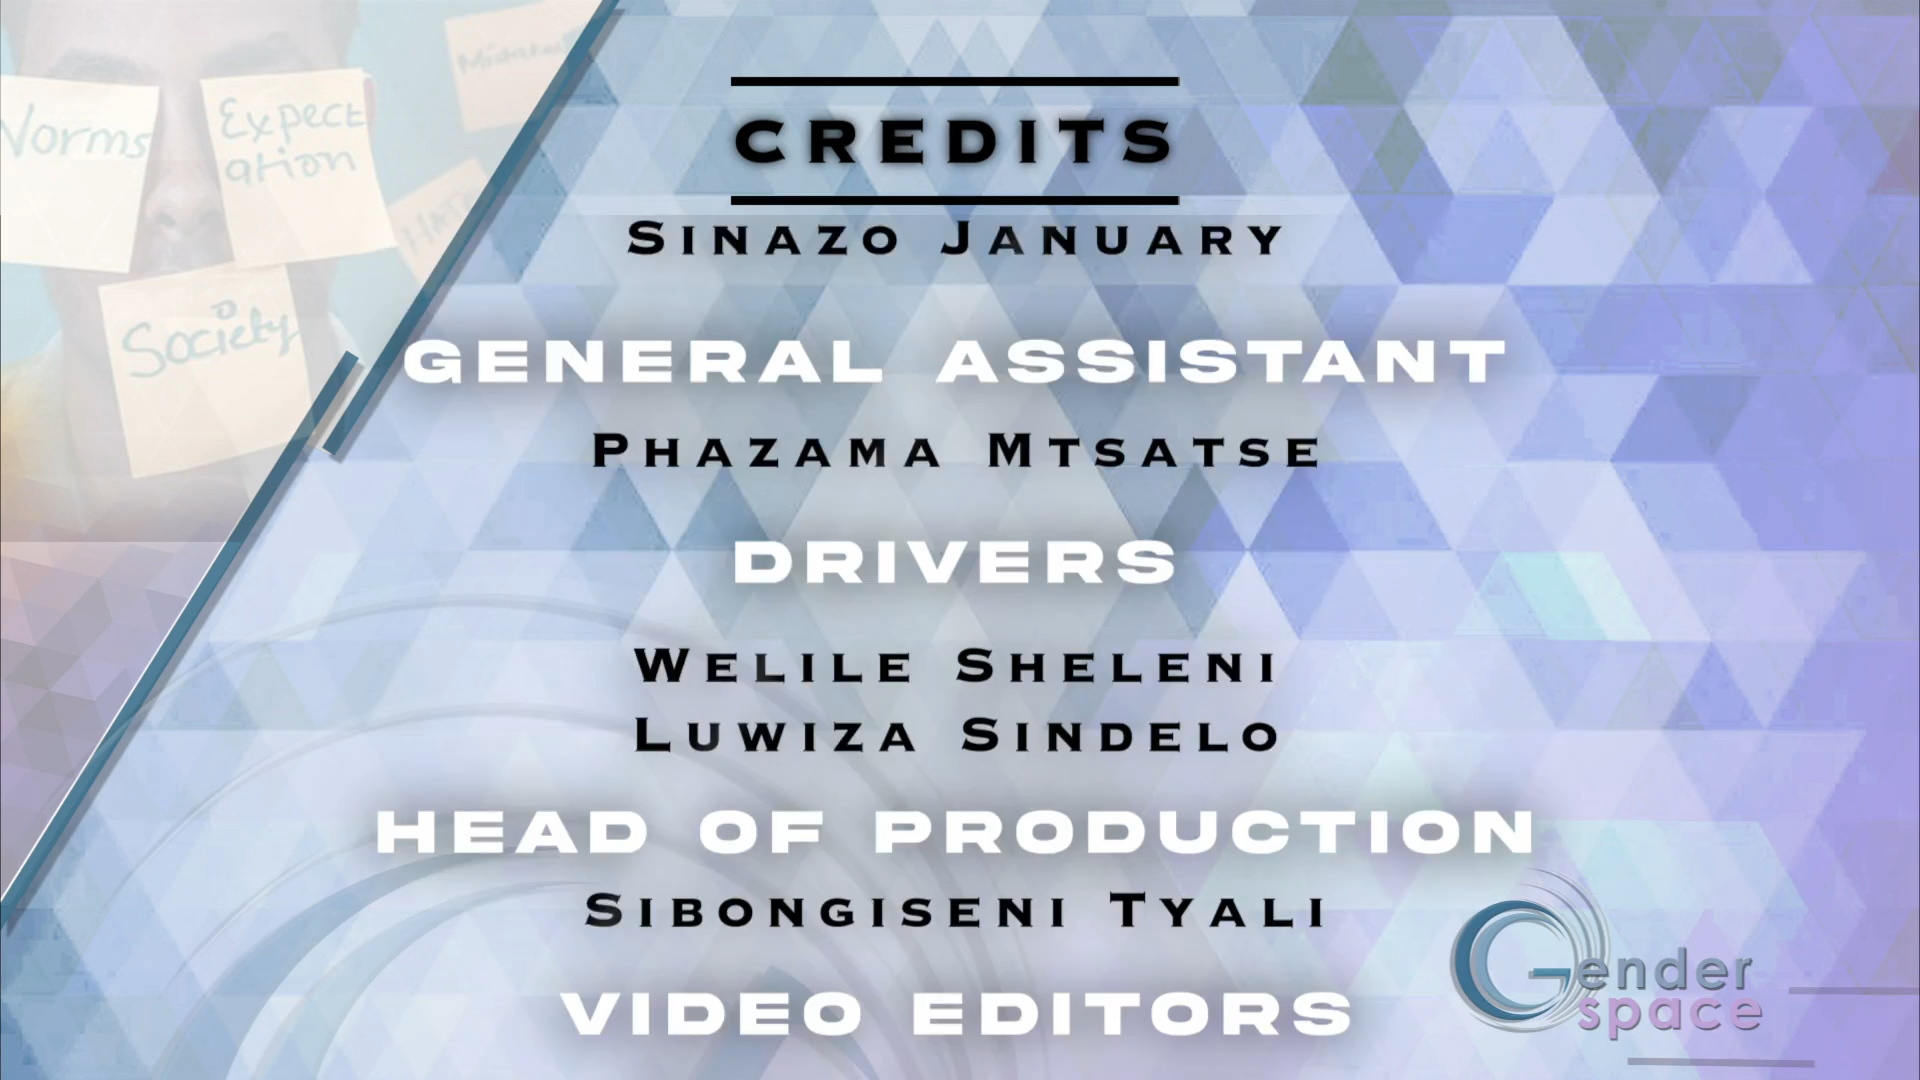 Norms
Expect
ation
Society
CREDITS
SINAZO JANUARY
GENERAL ASSISTANT
PHAZAMA MTSATSE
DRIVERS
WELILE SHELENI
LUWIZA SINDELO
HEAD OF PRODUCTION
SIBONGISENI TYALI
VIDEO EDITORS
Gender
space